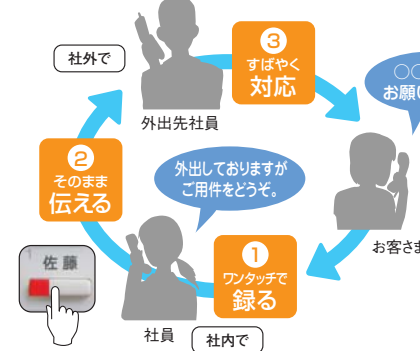 社外で
3
すばやく
対応
外出先社員
○○
お願い
2
そのまま
伝える
外出しておりますが
ご用件をどうぞ。
お客さま
佐藤
1
ワンタッチで
録る
社員
社内で